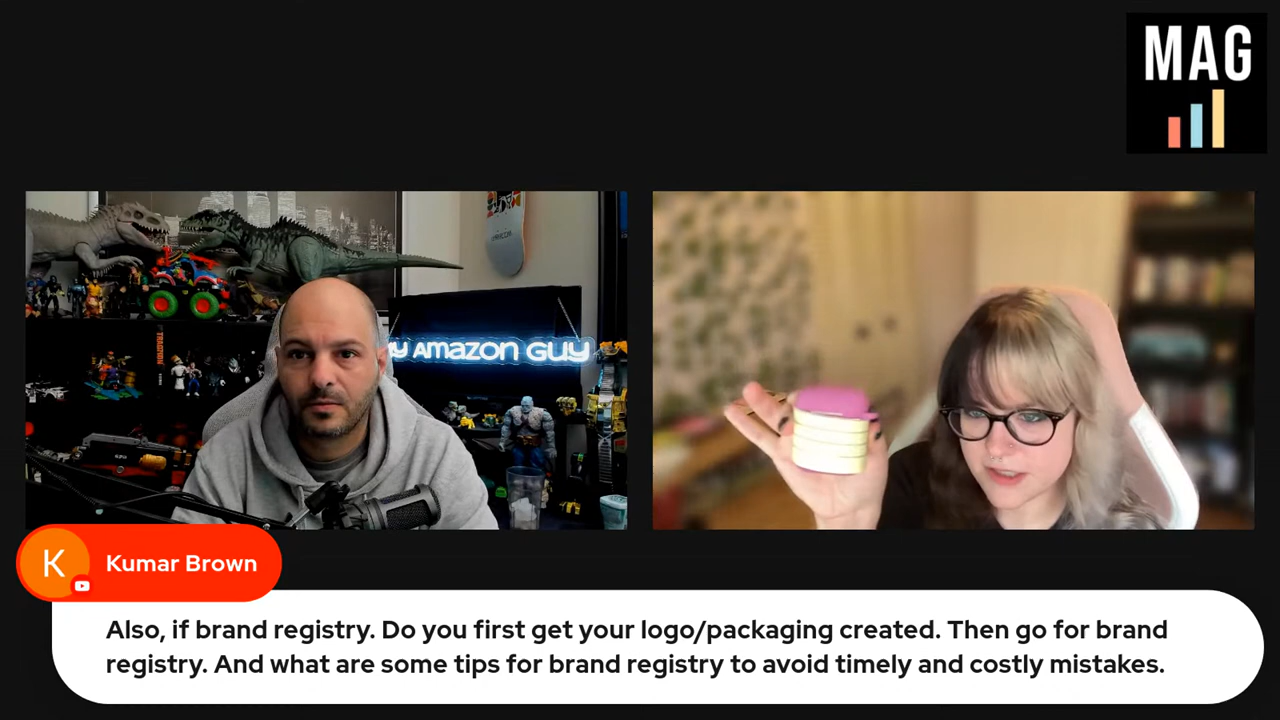 MAG
MY AMAZON GUY
K
Kumar Brown
Also, if brand registry. Do you first get your logo/packaging created. Then go for brand
registry. And what are some tips for brand registry to avoid timely and costly mistakes.